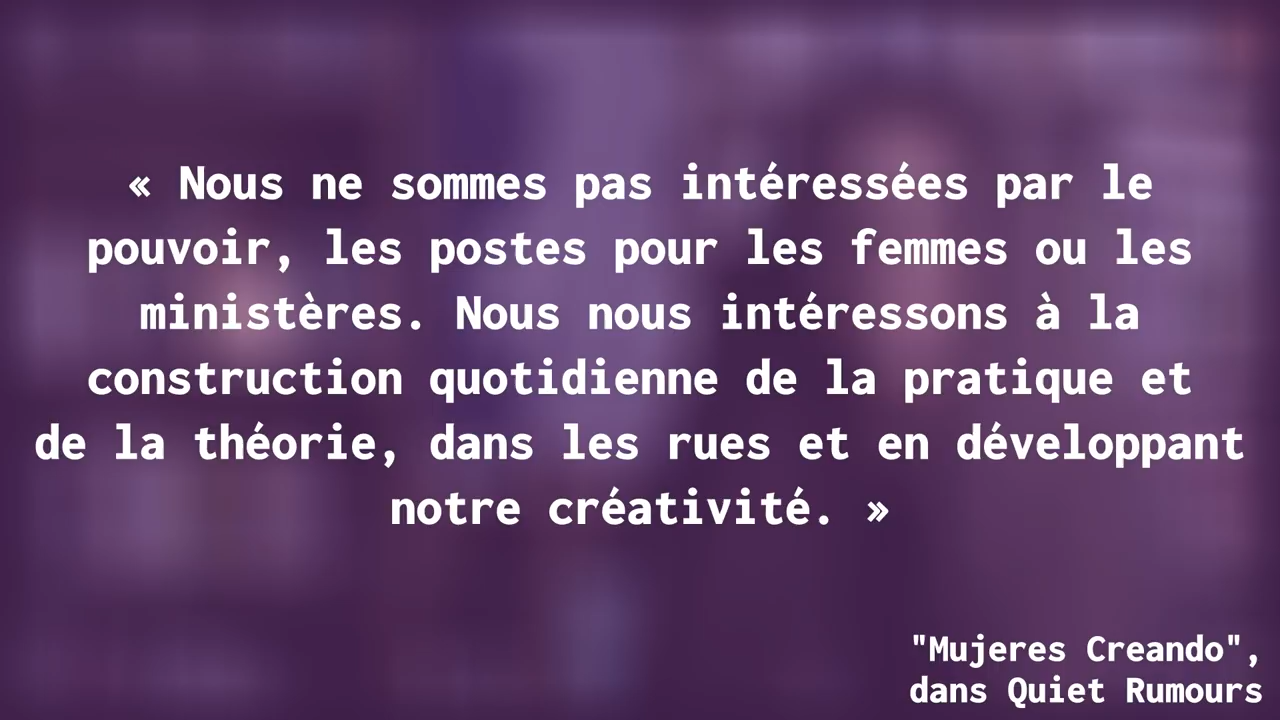 « Nous ne sommes pas intéressées par le
pouvoir, les postes pour les femmes ou les
ministères. Nous nous intéressons à la
construction quotidienne de la pratique et
de la théorie, dans les rues et en développant
notre créativité. »
"Mujeres Creando",
dans Quiet Rumours